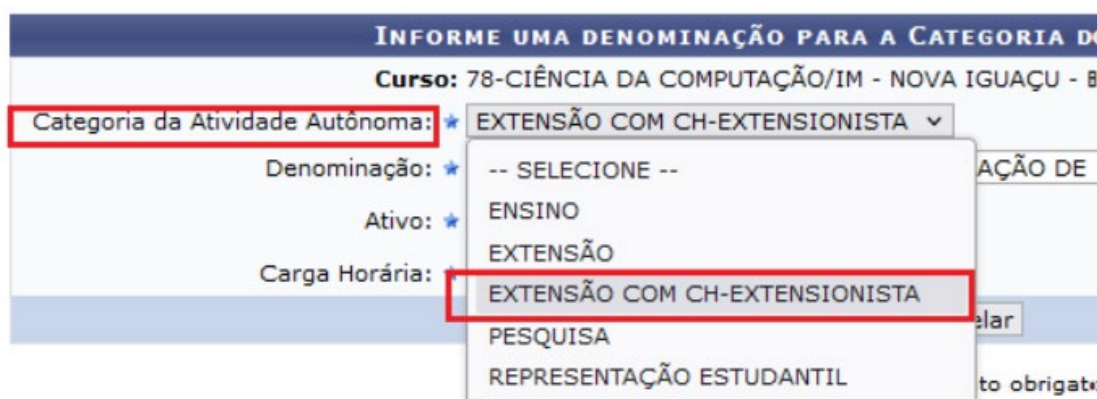 INFORME UMA DENOMINAÇÃO PARA A CATEGORIA
Curso: 78-CIÊNCIA DA COMPUTAÇÃO/IM - NOVA IGUAÇU -
Categoria da Atividade Autônoma: EXTENSÃO COM CH-EXTENSIONISTA
Denominação: -- SELECIONE -- AÇÃO DE
Ativo: ENSINO
EXTENSÃO
Carga Horária: EXTENSÃO COM CH-EXTENSIONISTA
PESQUISA elar
REPRESENTAÇÃO ESTUDANTIL to obrigat